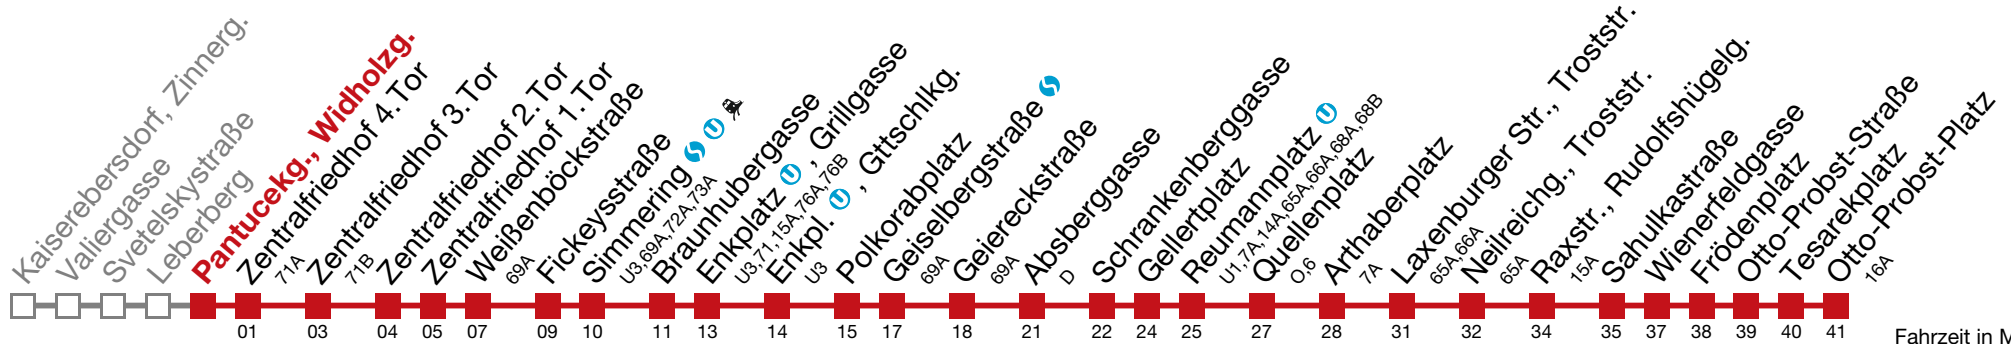 Kaiserebersdorf, Zinnerg.
Valiergasse
Svetelskystraße
Leberberg
Pantucekg., Widholzg.
Zentralfriedhof 4.Tor
71A
Zentralfriedhof 3.Tor
71B
Zentralfriedhof 2.Tor
Zentralfriedhof 1.Tor
Weißenböckstraße
69A
Fickeysstraße
Simmering S U
U3,69A,72A,73A
Braunhubergasse
Enkplatz U , Grillgasse
U3,71,15A,76A,76B
Enkpl. U , Gttschlkg.
U3
Polkorabplatz
Geiselbergstraße S
69A
Geiereckstraße
69A
Absberggasse
D
Schrankenberggasse
Gellertplatz
Reumannplatz U
U1,7A,14A,65A,66A,68A,68B
Quellenplatz
O,6
Arthaberplatz
7A
Laxenburger Str., Troststr.
65A,66A
Neilreichg., Troststr.
65A
Raxstr., Rudolfshügelg.
15A
Sahulkastraße
Wienerfeldgasse
Frödenplatz
Otto-Probst-Straße
Tesarekplatz
Otto-Probst-Platz
16A
01 03 04 05 07 09 10 11 13 14 15 17 18 21 22 24 25 27 28 31 32 34 35 37 38 39 40 41
Fahrzeit in M